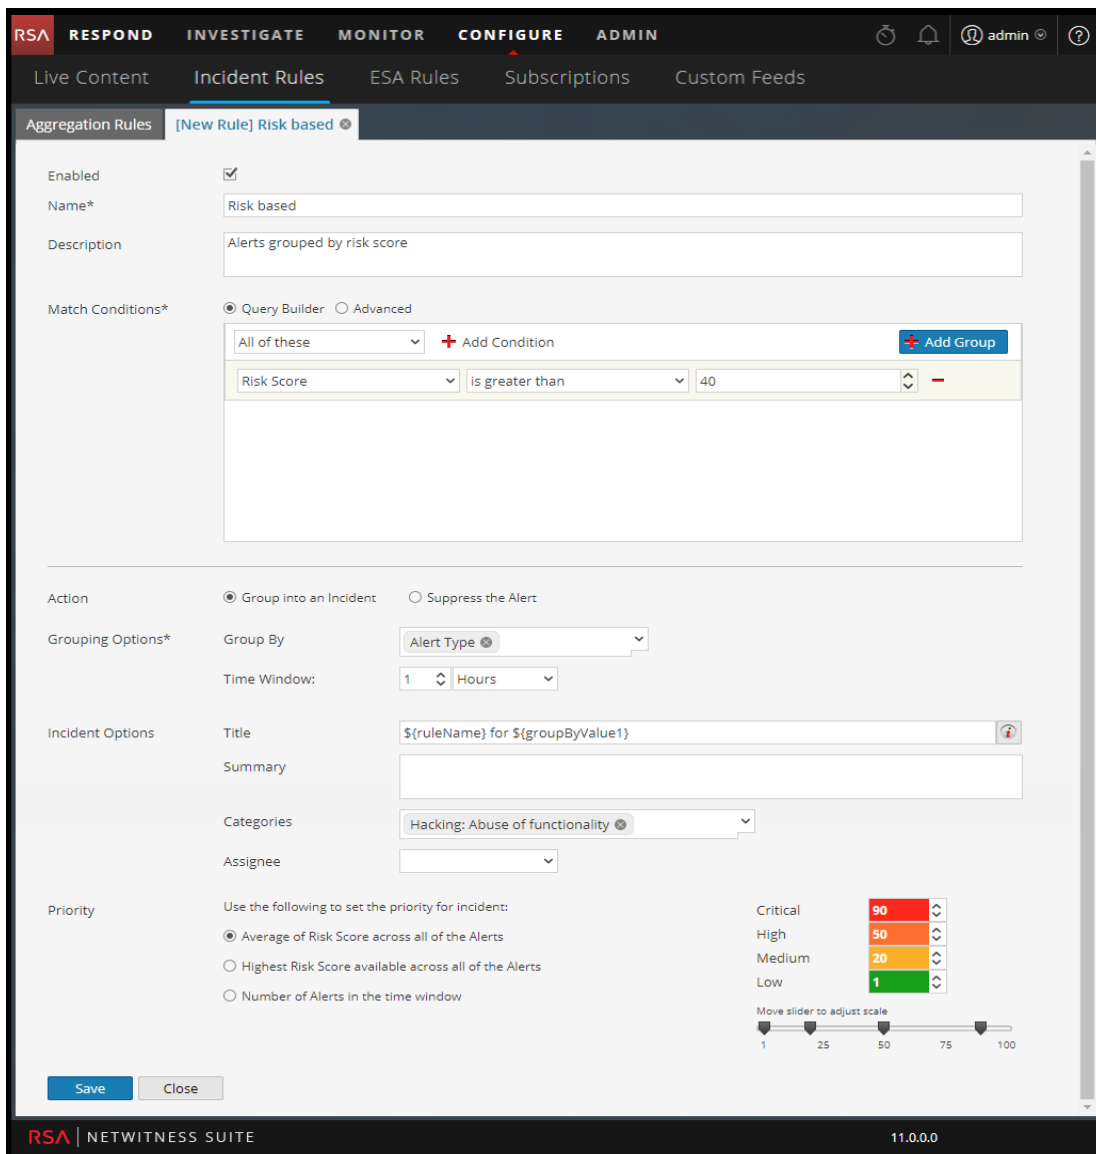 RSA RESPOND INVESTIGATE MONITOR CONFIGURE ADMIN admin ?
Live Content Incident Rules ESA Rules Subscriptions Custom Feeds
Aggregation Rules [New Rule] Risk based
Enabled
Name* Risk based
Description Alerts grouped by risk score
Match Conditions* Query Builder Advanced
All of these Add Condition Add Group
Risk Score is greater than 40
Action Group into an Incident Suppress the Alert
Grouping Options* Group By Alert Type
Time Window: 1 Hours
Incident Options Title ${ruleName} for ${groupByValue1} i
Summary
Categories Hacking: Abuse of functionality
Assignee
Priority Use the following to set the priority for incident: Critical 90
Average of Risk Score across all of the Alerts High 50
Highest Risk Score available across all of the Alerts Medium 20
Number of Alerts in the time window Low 1
Move slider to adjust scale
1 25 50 75 100
Save Close
RSA NETWITNESS SUITE 11.0.0.0